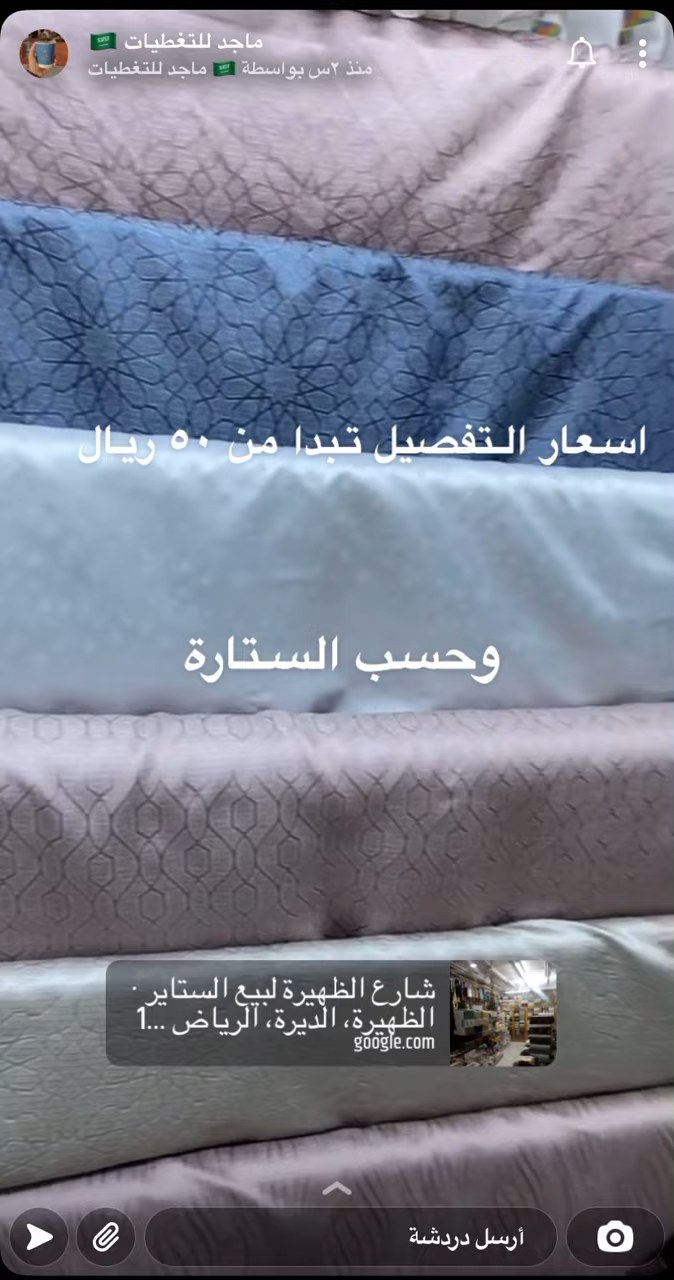 ماجد للتغطيات 🇸🇦
منذ ٢س بواسطة 🇸🇦 ماجد للتغطيات
اسعار التفصيل تبدا من ٥٠ ريال
وحسب الستارة
شارع الظهيرة لبيع الستاير ·
الظهيرة، الديرة، الرياض 1...
google.com
أرسل دردشة